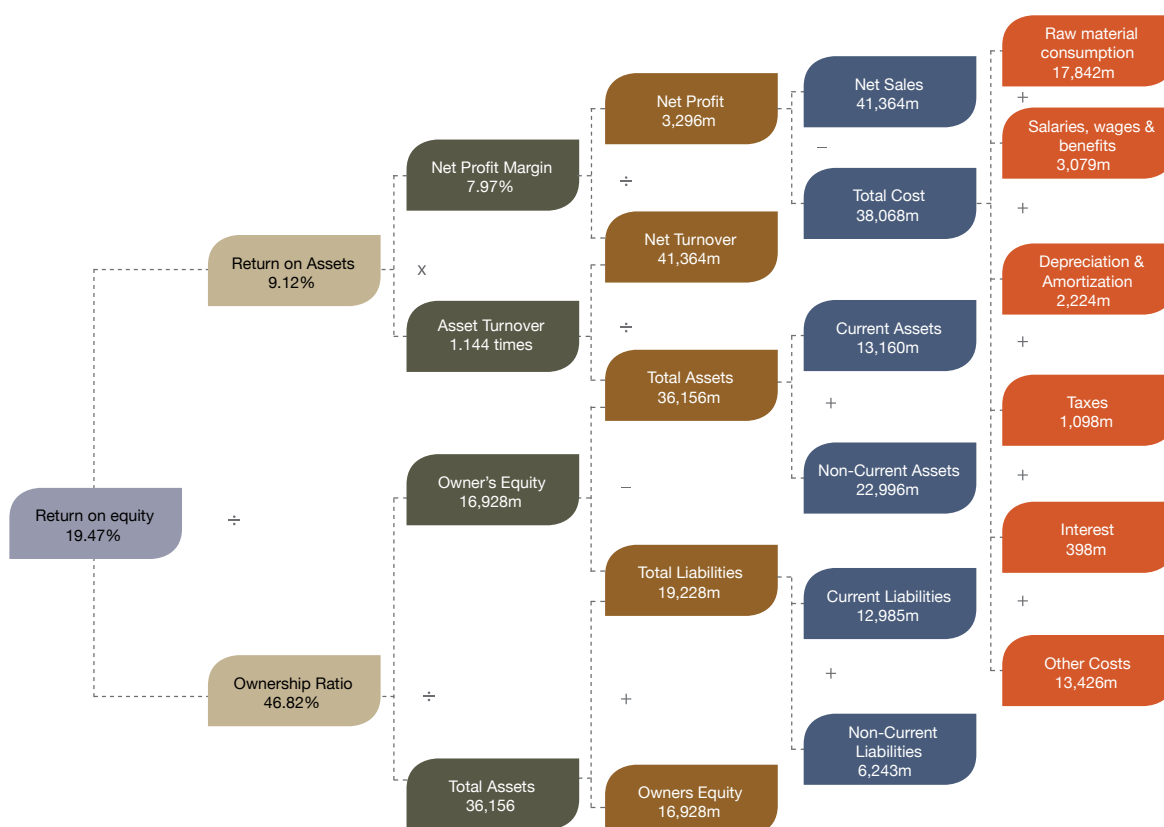 Return on equity
19.47%
÷
Return on Assets
9.12%
Ownership Ratio
46.82%
Net Profit Margin
7.97%
x
Asset Turnover
1.144 times
Owner's Equity
16,928m
÷
Total Assets
36,156
Net Profit
3,296m
÷
Net Turnover
41,364m
÷
Total Assets
36,156m
−
Total Liabilities
19,228m
+
Owners Equity
16,928m
Net Sales
41,364m
−
Total Cost
38,068m
Current Assets
13,160m
+
Non-Current Assets
22,996m
Current Liabilities
12,985m
+
Non-Current
Liabilities
6,243m
Raw material
consumption
17,842m
+
Salaries, wages &
benefits
3,079m
+
Depreciation &
Amortization
2,224m
+
Taxes
1,098m
+
Interest
398m
+
Other Costs
13,426m